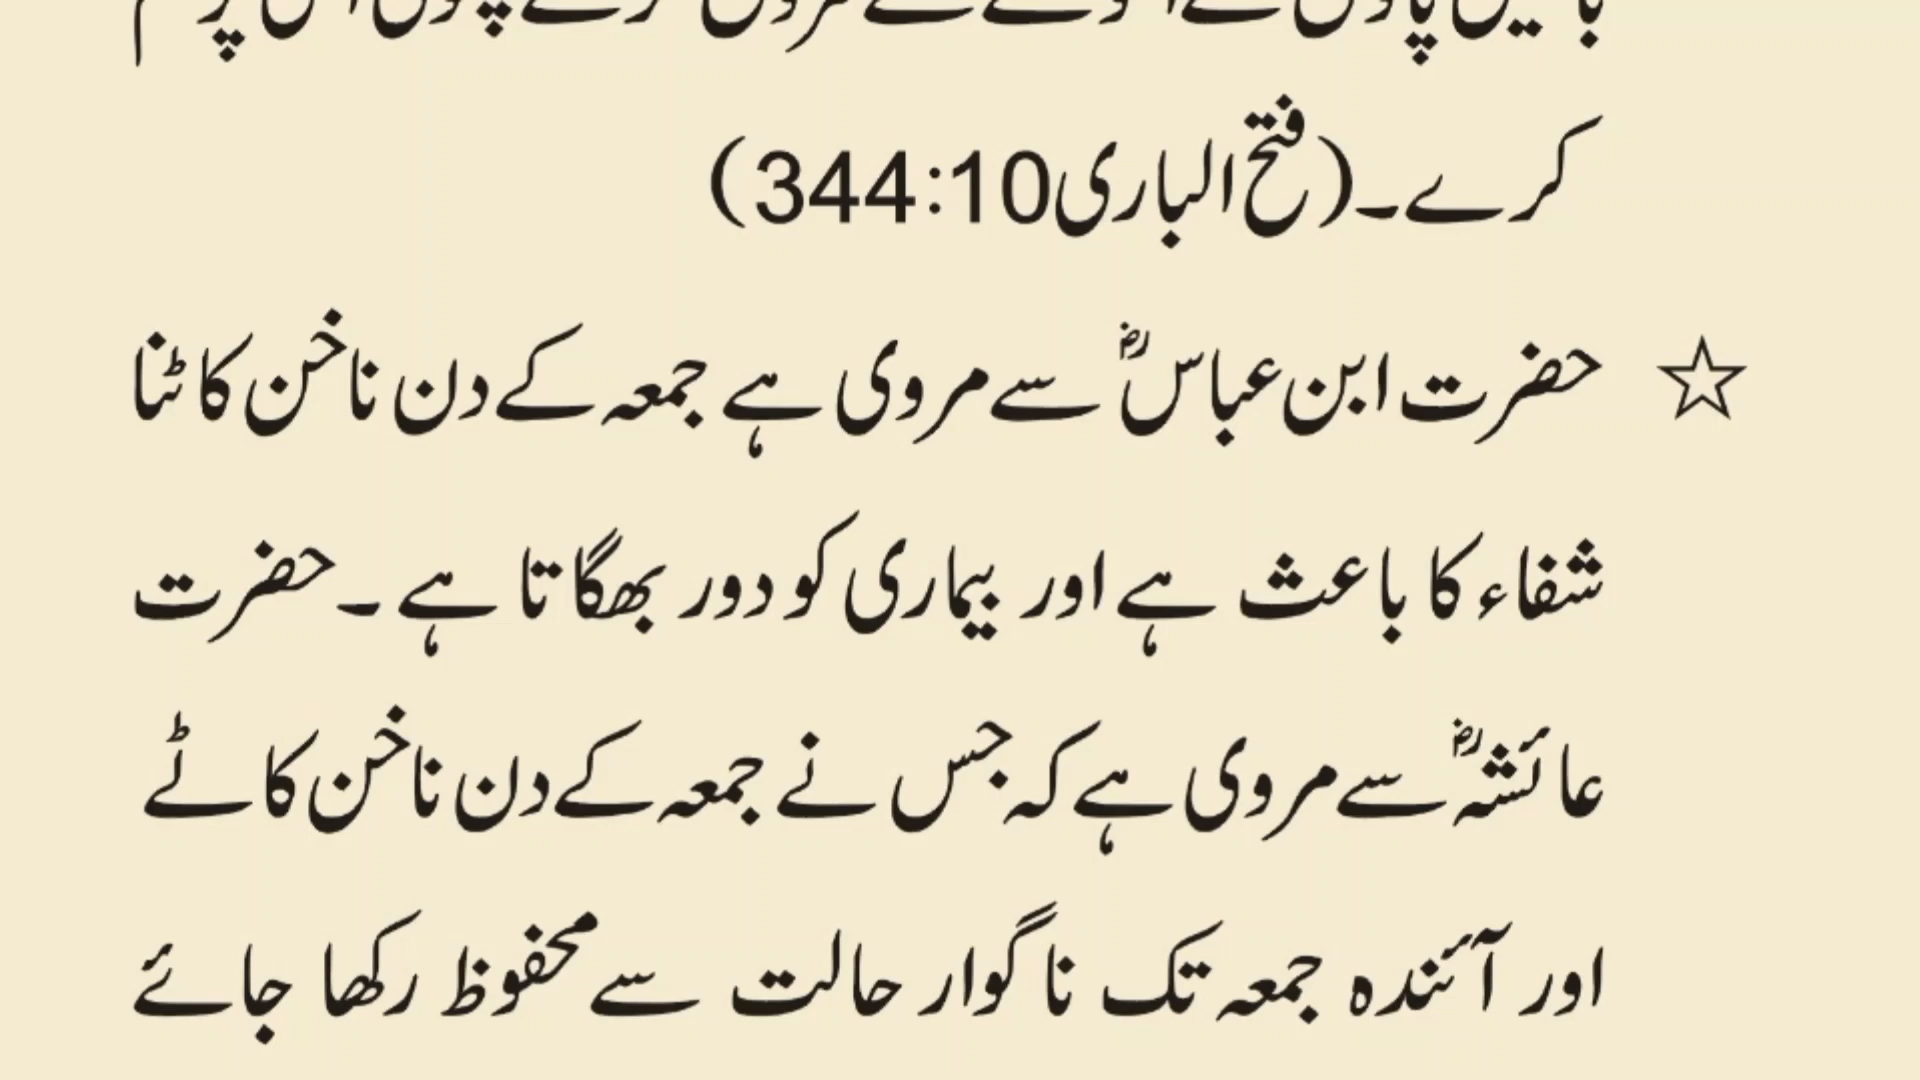 کرے۔(فتح الباری10:344)
☆ حضرت ابن عباسؓ سے مروی ہے جمعہ کے دن ناخن کاٹنا
شفاء کا باعث ہے اور بیماری کو دور بھگاتا ہے ۔ حضرت
عائشہؓ سے مروی ہے کہ جس نے جمعہ کے دن ناخن کاٹے
اور آئندہ جمعہ تک ناگوار حالت سے محفوظ رکھا جائے